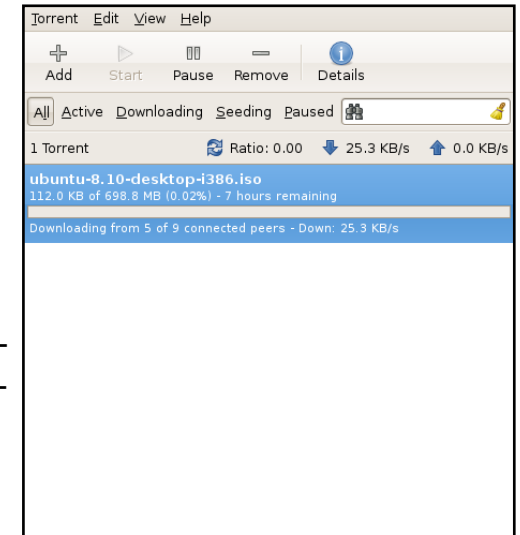 Torrent Edit View Help
Add Start Pause Remove Details
All Active Downloading Seeding Paused
1 Torrent Ratio: 0.00 25.3 KB/s 0.0 KB/s
ubuntu-8.10-desktop-i386.iso
112.0 KB of 698.8 MB (0.02%) - 7 hours remaining
Downloading from 5 of 9 connected peers - Down: 25.3 KB/s